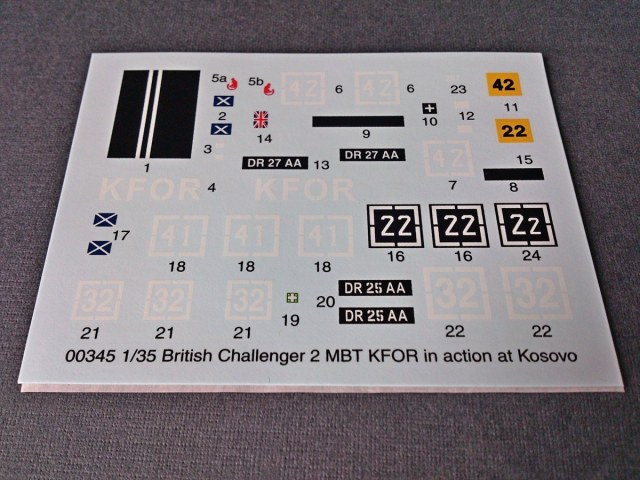 5a 5b 42 6 6 23 42
2 14 10 12 11
9 22
3 DR 27 AA 13 DR 27 AA 42 15
1 8
KFOR 4 KFOR 7
17 41 41 41 22 22 22
18 18 18 16 16 24
32 32 32 20 DR 25 AA 32 32
19 DR 25 AA
21 21 21 22 22
00345 1/35 British Challenger 2 MBT KFOR in action at Kosovo